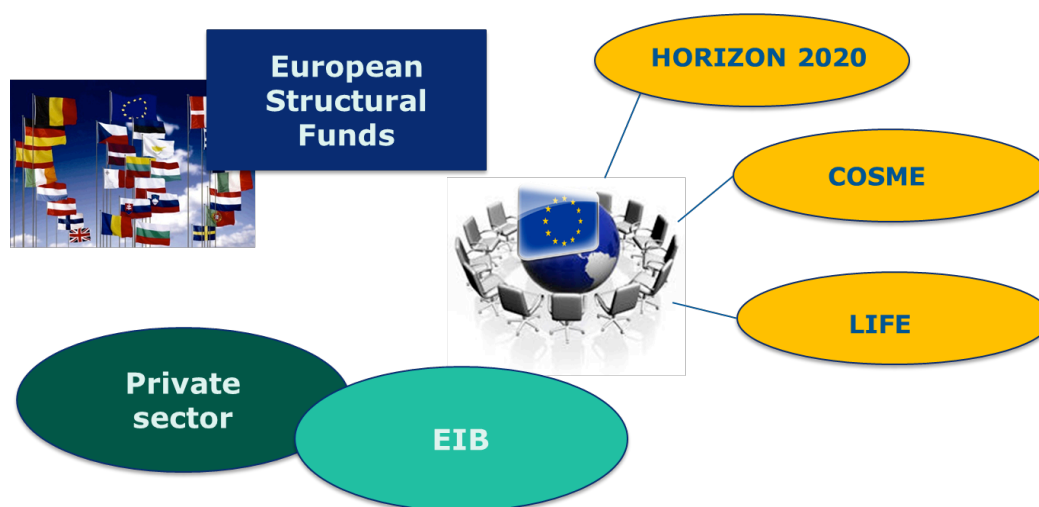 European
Structural
Funds
HORIZON 2020
COSME
LIFE
Private
sector
EIB